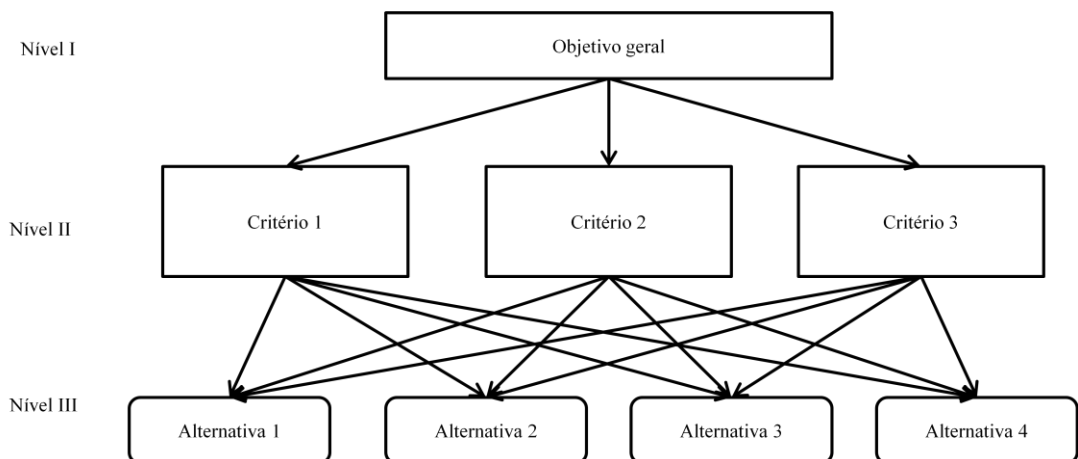 Nível I
Objetivo geral
Nível II
Critério 1
Critério 2
Critério 3
Nível III
Alternativa 1
Alternativa 2
Alternativa 3
Alternativa 4